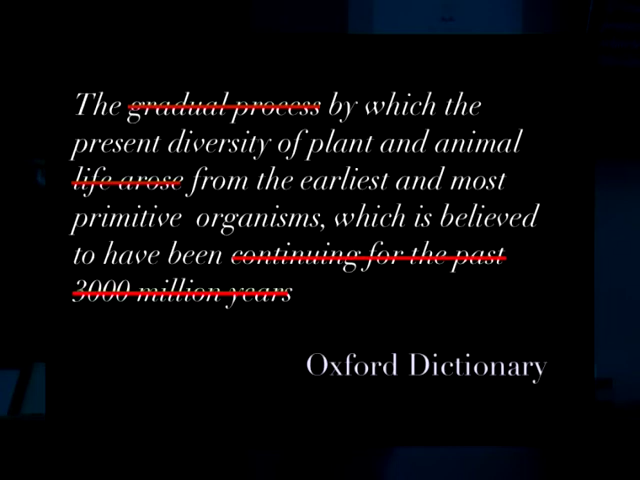 The gradual process by which the
present diversity of plant and animal
life arose from the earliest and most
primitive organisms, which is believed
to have been continuing for the past
3000 million years
Oxford Dictionary